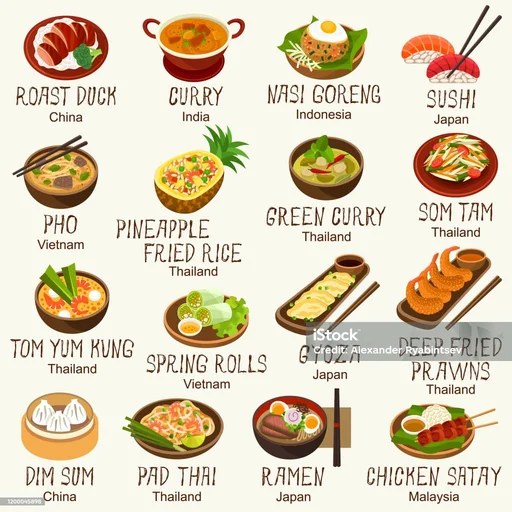 ROAST DUCK
China
CURRY
India
NASI GORENG
Indonesia
SUSHI
Japan
PHO
Vietnam
PINEAPPLE
FRIED RICE
Thailand
GREEN CURRY
Thailand
SOM TAM
Thailand
TOM YUM KUNG
Thailand
SPRING ROLLS
Vietnam
GYOZA
Japan
DEEP FRIED
PRAWNS
Thailand
iStock
Credit: Alexander Ryabintsev
DIM SUM
China
PAD THAI
Thailand
RAMEN
Japan
CHICKEN SATAY
Malaysia